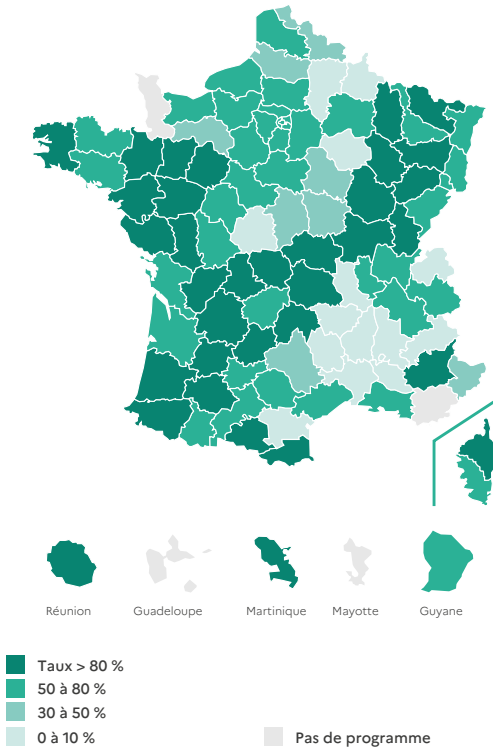 Réunion
Guadeloupe
Martinique
Mayotte
Guyane
Taux > 80 %
50 à 80 %
30 à 50 %
0 à 10 %
Pas de programme